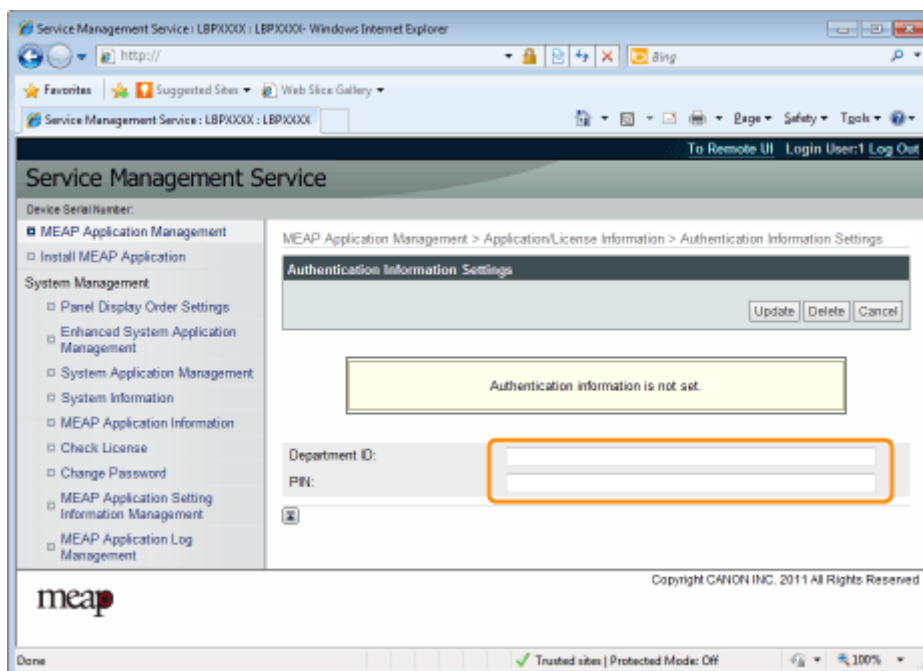 Service Management Service : LBPXXXX : LBPXXXX- Windows Internet Explorer
http://
Bing
Favorites Suggested Sites Web Slice Gallery
Service Management Service : LBPXXXX : LBPXXXX
Page Safety Tools
To Remote UI Login User:1 Log Out
Service Management Service
Device Serial Number:
MEAP Application Management
Install MEAP Application
System Management
Panel Display Order Settings
Enhanced System Application
Management
System Application Management
System Information
MEAP Application Information
Check License
Change Password
MEAP Application Setting
Information Management
MEAP Application Log
Management
MEAP Application Management > Application/License Information > Authentication Information Settings
Authentication Information Settings
Update Delete Cancel
Authentication information is not set.
Department ID:
PIN:
Copyright CANON INC. 2011 All Rights Reserved
meap
Done
Trusted sites | Protected Mode: Off
100%